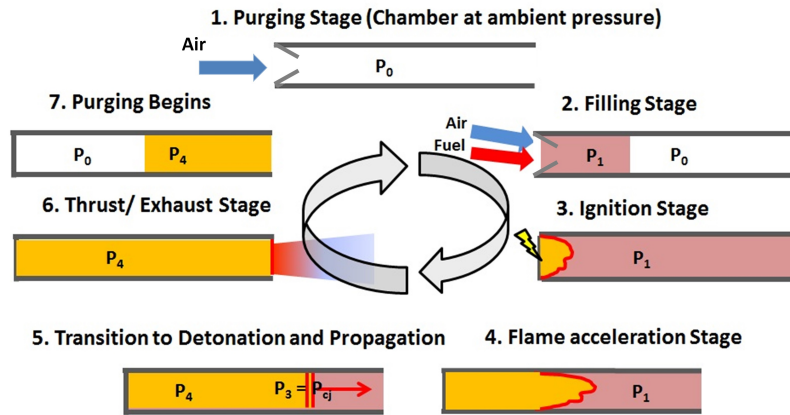 1. Purging Stage (Chamber at ambient pressure)
Air
P0
2. Filling Stage
Air
Fuel
P1
P0
3. Ignition Stage
P1
4. Flame acceleration Stage
P1
5. Transition to Detonation and Propagation
P4
P3 = Pcj
6. Thrust/ Exhaust Stage
P4
7. Purging Begins
P0
P4